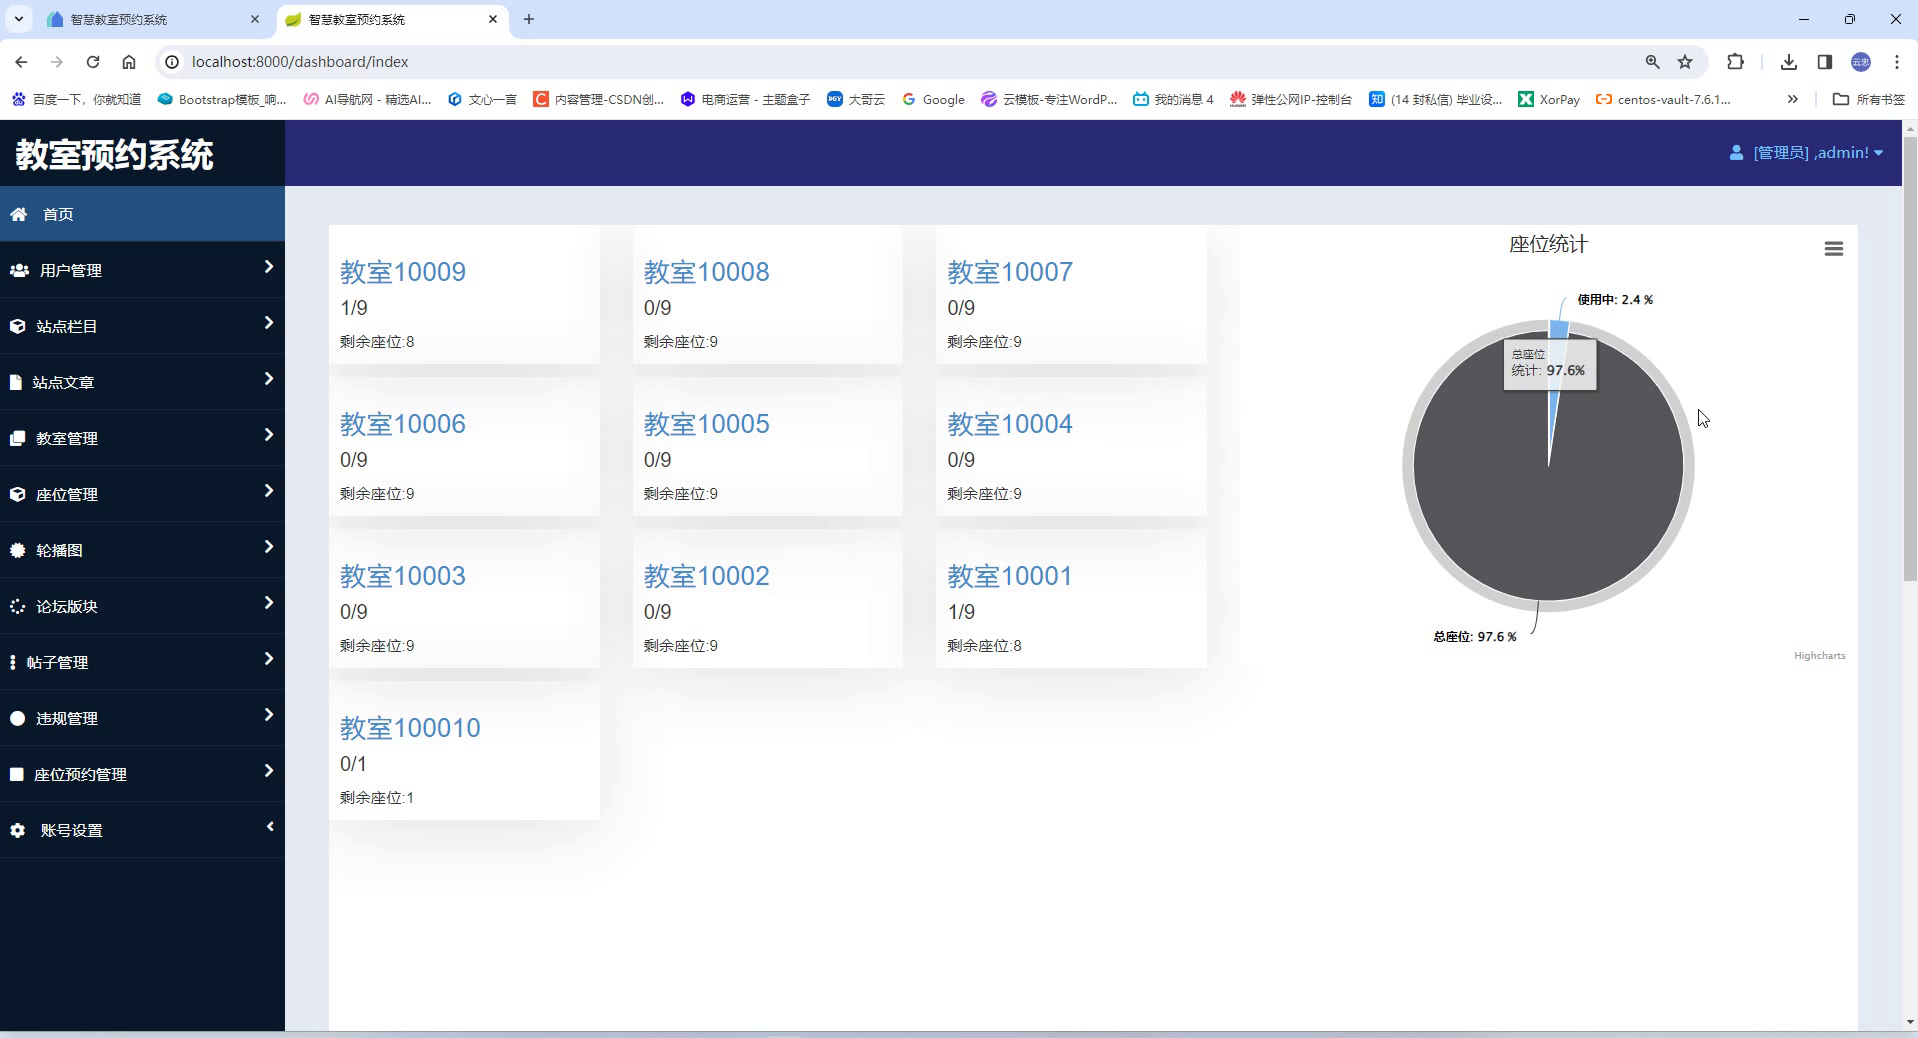 智慧教室预约系统
智慧教室预约系统
localhost:8000/dashboard/index
百度一下，你就知道
Bootstrap模板_响...
AI导航网 - 精选AI...
文心一言
内容管理-CSDN创...
电商运营 - 主题盒子
大哥云
Google
云模板-专注WordP...
我的消息 4
弹性公网IP-控制台
(14 封私信) 毕业设...
XorPay
centos-vault-7.6.1...
所有书签
教室预约系统
[管理员] ,admin!
首页
用户管理
站点栏目
站点文章
教室管理
座位管理
轮播图
论坛版块
帖子管理
违规管理
座位预约管理
账号设置
教室10009
1/9
剩余座位:8
教室10008
0/9
剩余座位:9
教室10007
0/9
剩余座位:9
教室10006
0/9
剩余座位:9
教室10005
0/9
剩余座位:9
教室10004
0/9
剩余座位:9
教室10003
0/9
剩余座位:9
教室10002
0/9
剩余座位:9
教室10001
1/9
剩余座位:8
教室100010
0/1
剩余座位:1
座位统计
使用中: 2.4 %
总座位
统计: 97.6%
总座位: 97.6 %
Highcharts